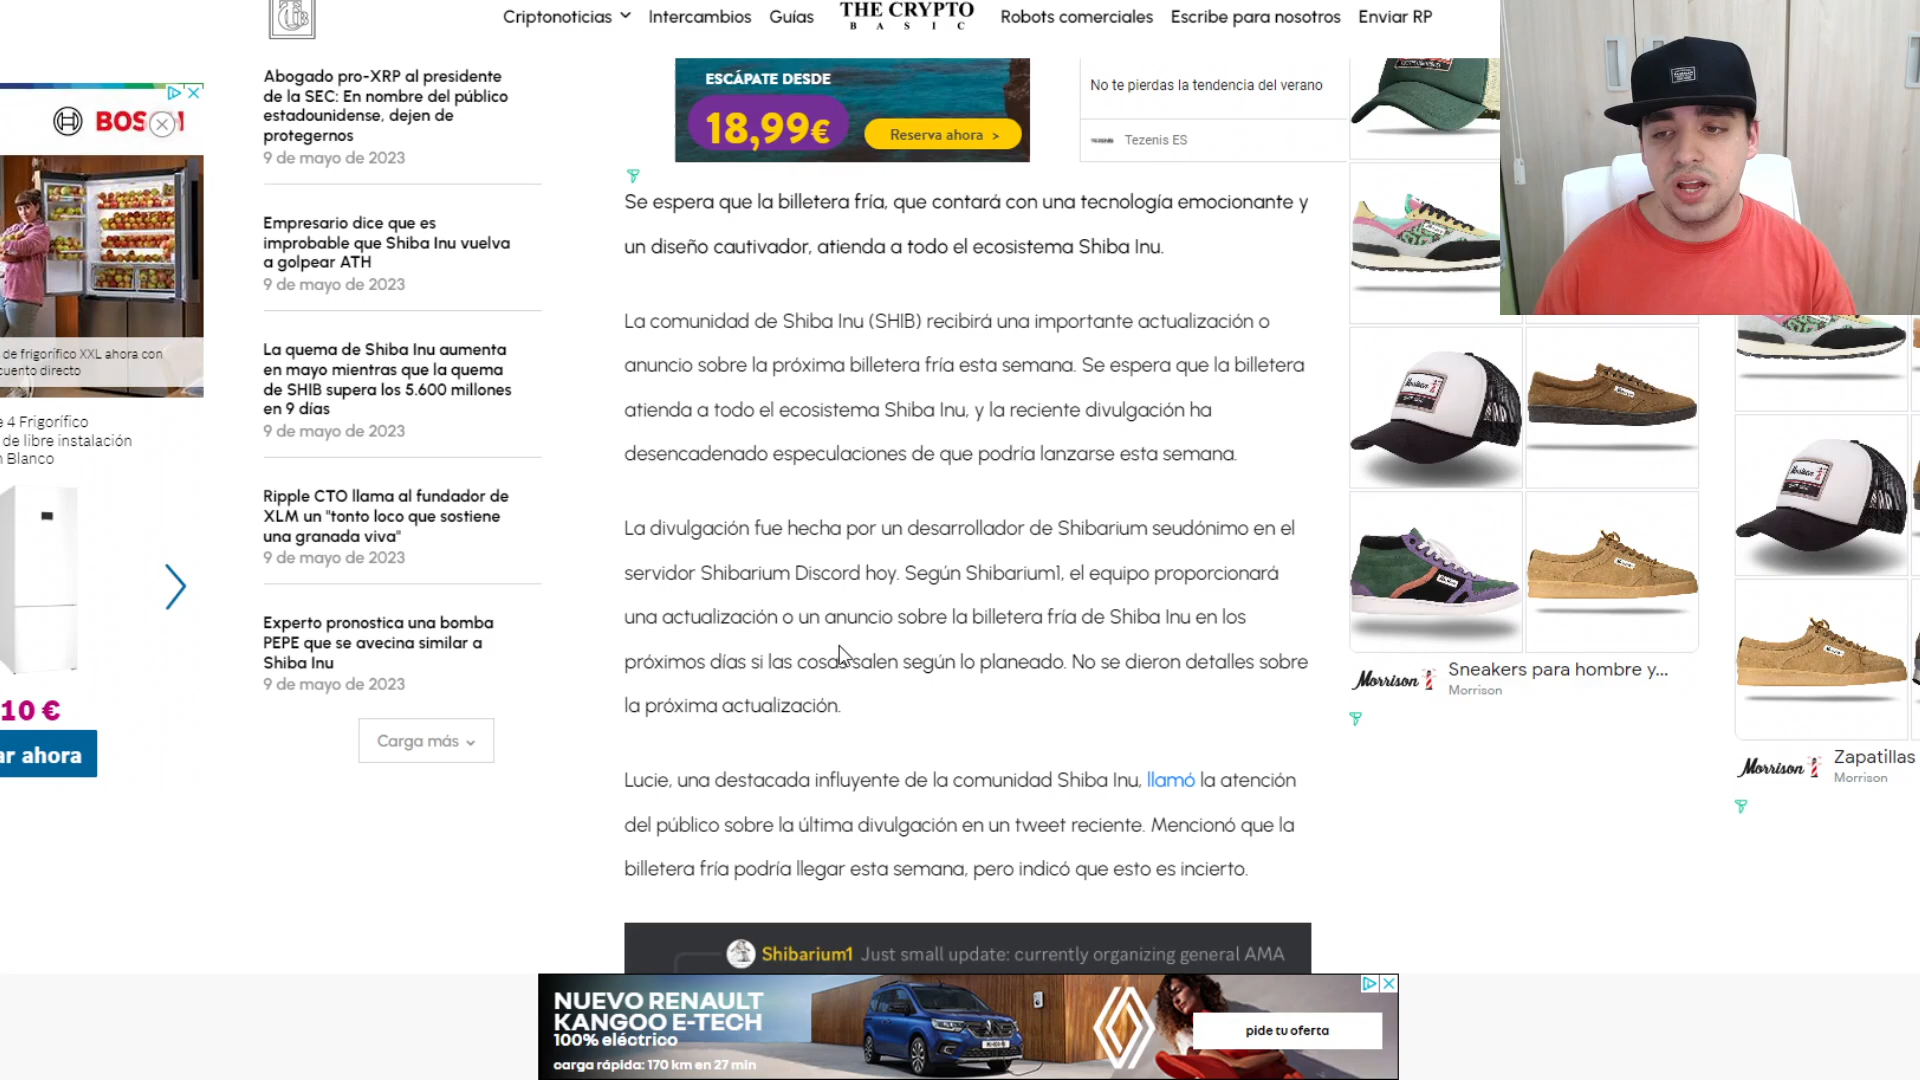 Criptonoticias
Intercambios
Guías
THE CRYPTO
BASIC
Robots comerciales
Escribe para nosotros
Enviar RP
BOSCH
de frigorífico XXL ahora con
cuento directo
e 4 Frigorífico
de libre instalación
n Blanco
10 €
ar ahora
Abogado pro-XRP al presidente
de la SEC: En nombre del público
estadounidense, dejen de
protegernos
9 de mayo de 2023
Empresario dice que es
improbable que Shiba Inu vuelva
a golpear ATH
9 de mayo de 2023
La quema de Shiba Inu aumenta
en mayo mientras que la quema
de SHIB supera los 5.600 millones
en 9 días
9 de mayo de 2023
Ripple CTO llama al fundador de
XLM un "tonto loco que sostiene
una granada viva"
9 de mayo de 2023
Experto pronostica una bomba
PEPE que se avecina similar a
Shiba Inu
9 de mayo de 2023
Carga más
ESCÁPATE DESDE
18,99€
Reserva ahora >
No te pierdas la tendencia del verano
Tezenis ES
Se espera que la billetera fría, que contará con una tecnología emocionante y
un diseño cautivador, atienda a todo el ecosistema Shiba Inu.
La comunidad de Shiba Inu (SHIB) recibirá una importante actualización o
anuncio sobre la próxima billetera fría esta semana. Se espera que la billetera
atienda a todo el ecosistema Shiba Inu, y la reciente divulgación ha
desencadenado especulaciones de que podría lanzarse esta semana.
La divulgación fue hecha por un desarrollador de Shibarium seudónimo en el
servidor Shibarium Discord hoy. Según Shibarium1, el equipo proporcionará
una actualización o un anuncio sobre la billetera fría de Shiba Inu en los
próximos días si las cosas salen según lo planeado. No se dieron detalles sobre
la próxima actualización.
Lucie, una destacada influyente de la comunidad Shiba Inu, llamó la atención
del público sobre la última divulgación en un tweet reciente. Mencionó que la
billetera fría podría llegar esta semana, pero indicó que esto es incierto.
Shibarium1 Just small update: currently organizing general AMA
Morrison
Sneakers para hombre y...
Morrison
Morrison
Zapatillas
Morrison
NUEVO RENAULT
KANGOO E-TECH
100% eléctrico
carga rápida: 170 km en 27 min
pide tu oferta